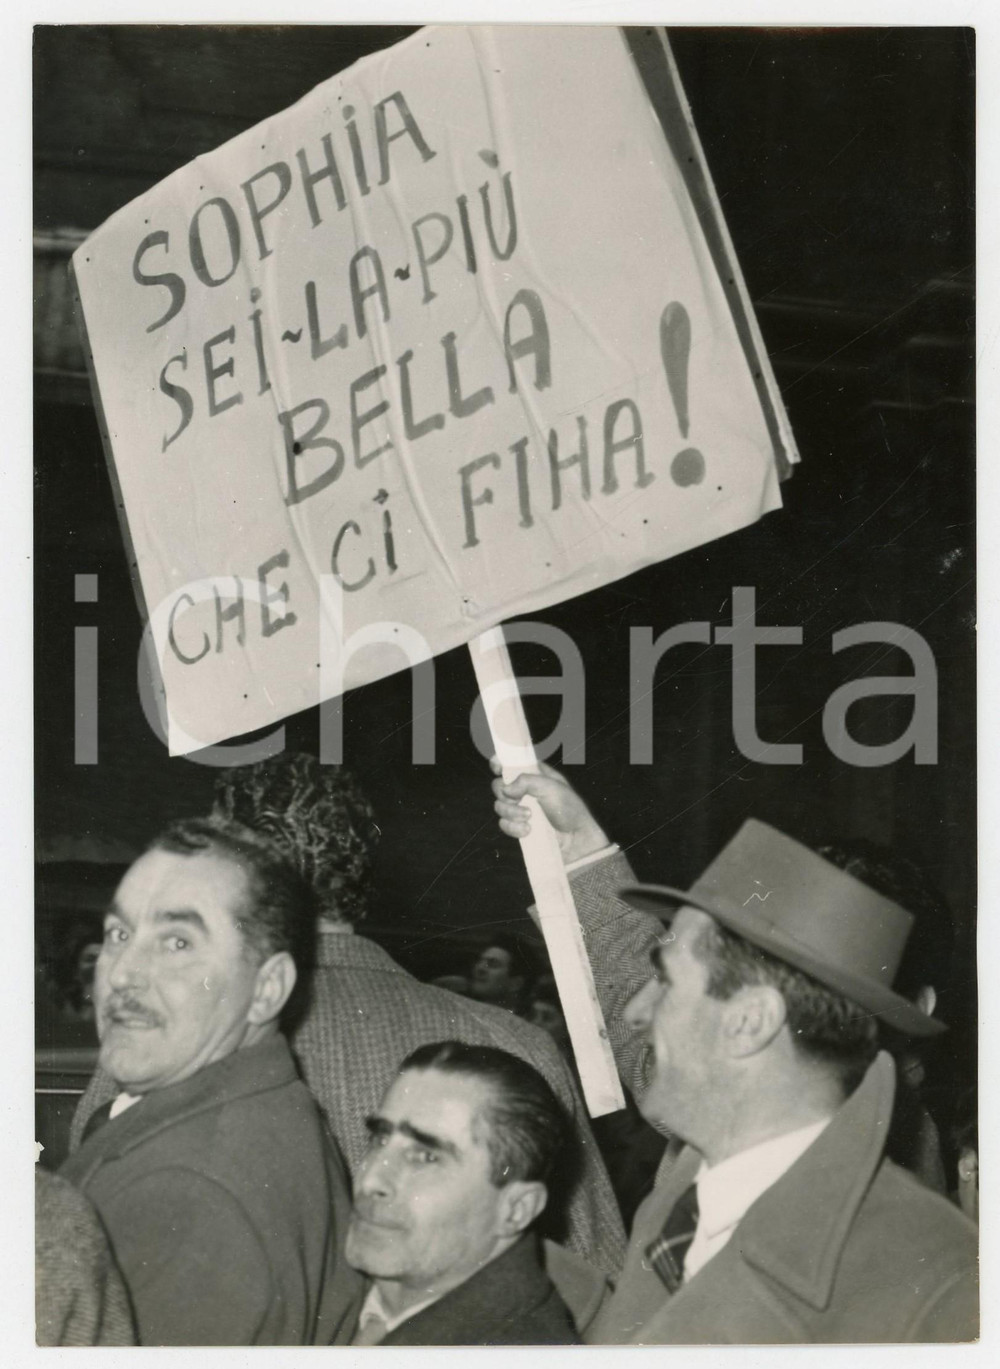 SOPHIA
SEI-LA-PIÙ
BELLA
CHE CI FIHA!
icharta